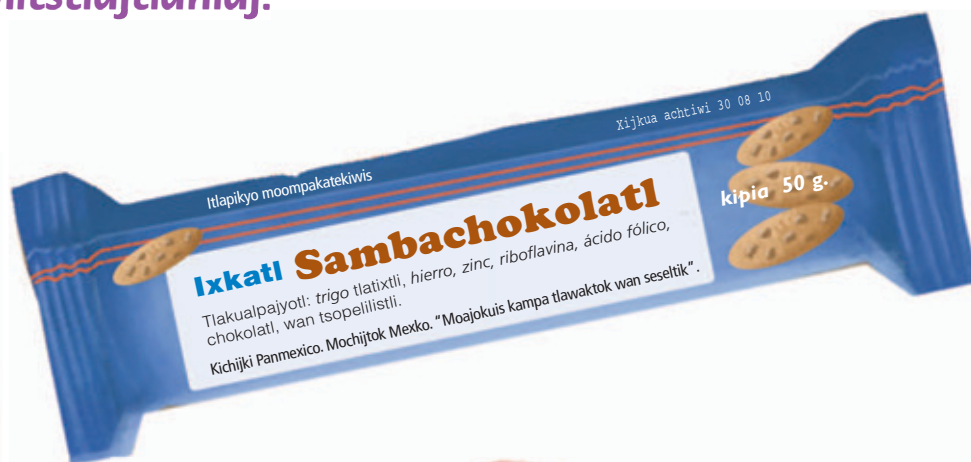 Xijkua achtiwi 30 08 10
Itlapikyo moompakatekiwis
kipia 50 g.
Ixkatl Sambachokolatl
Tlakualpajyotl: trigo tlatixtli, hierro, zinc, riboflavina, ácido fólico,
chokolatl, wan tsopelilistli.
Kichijki Panmexico. Mochijtok Mexko. “Moajokuis kampa tlawaktok wan seseltik”.